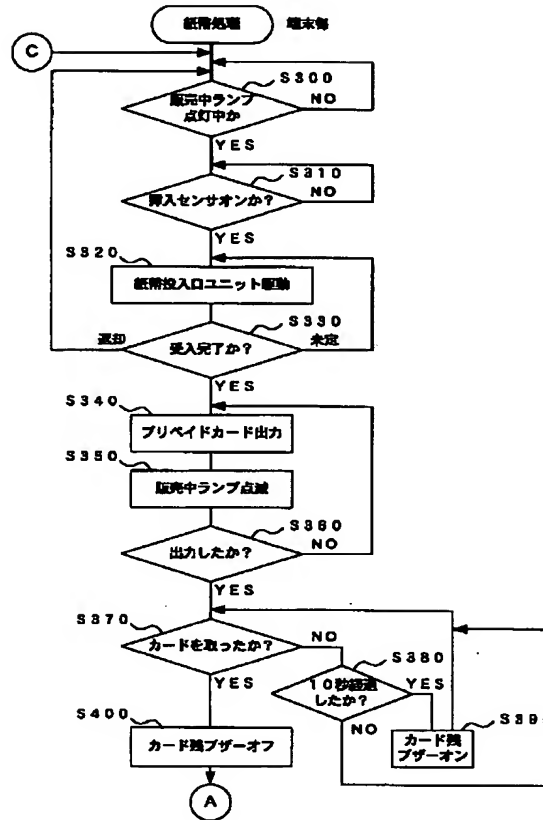 紙幣処理 端末部
C
S300
販売中ランプ
点灯中か
NO
YES
S310
挿入センサオンか?
NO
YES
S320
紙幣投入口ユニット駆動
S330
返却
受入完了か?
未定
YES
S340
プリペイドカード出力
S350
販売中ランプ点滅
S360
出力したか?
NO
YES
S370
カードを取ったか?
NO
S380
YES
10秒経過
したか?
YES
S400
NO
S39
カード残ブザーオフ
カード残
ブザーオン
A